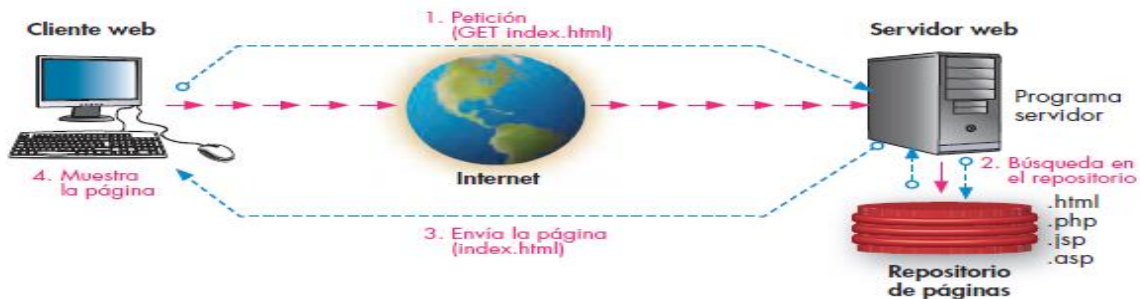 1. Petición
(GET index.html)
Cliente web
Servidor web
Programa
servidor
4. Muestra
la página
Internet
2. Búsqueda en
el repositorio
3. Envía la página
(index.html)
.html
.php
.jsp
.asp
Repositorio
de páginas